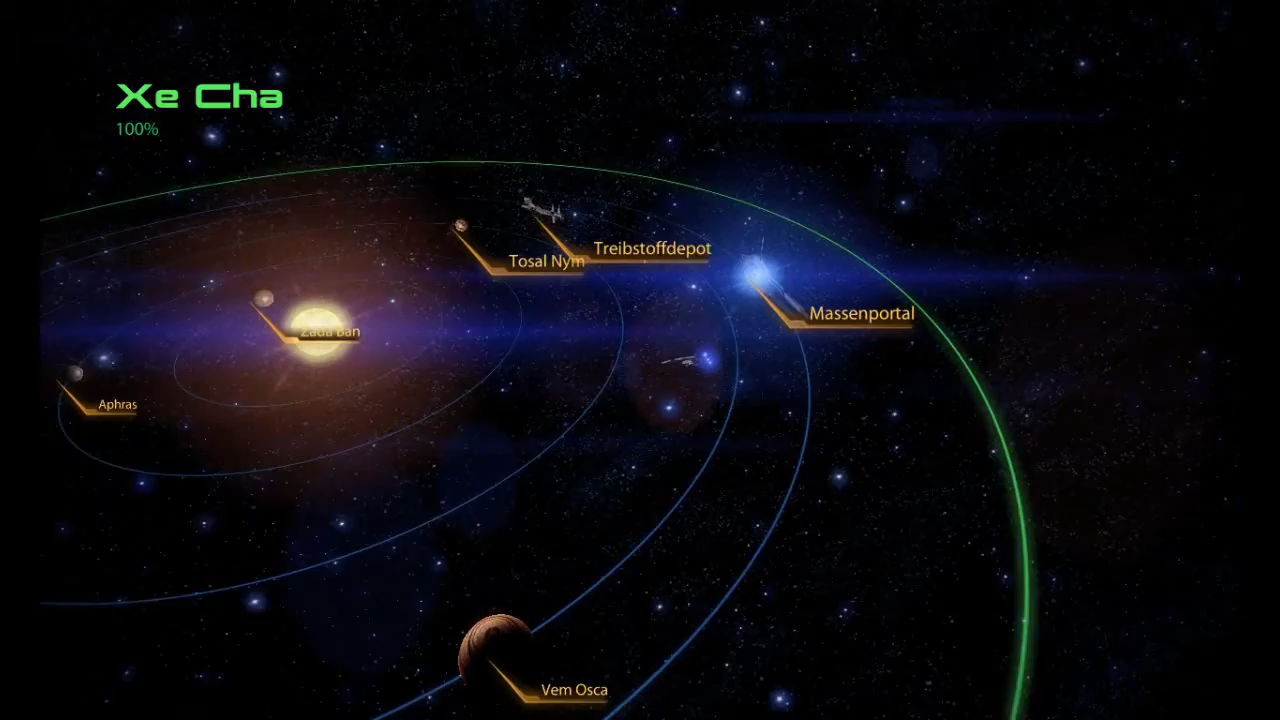 Xe Cha
100%
Treibstoffdepot
Tosal Nym
Massenportal
Zada Ban
Aphras
Vem Osca